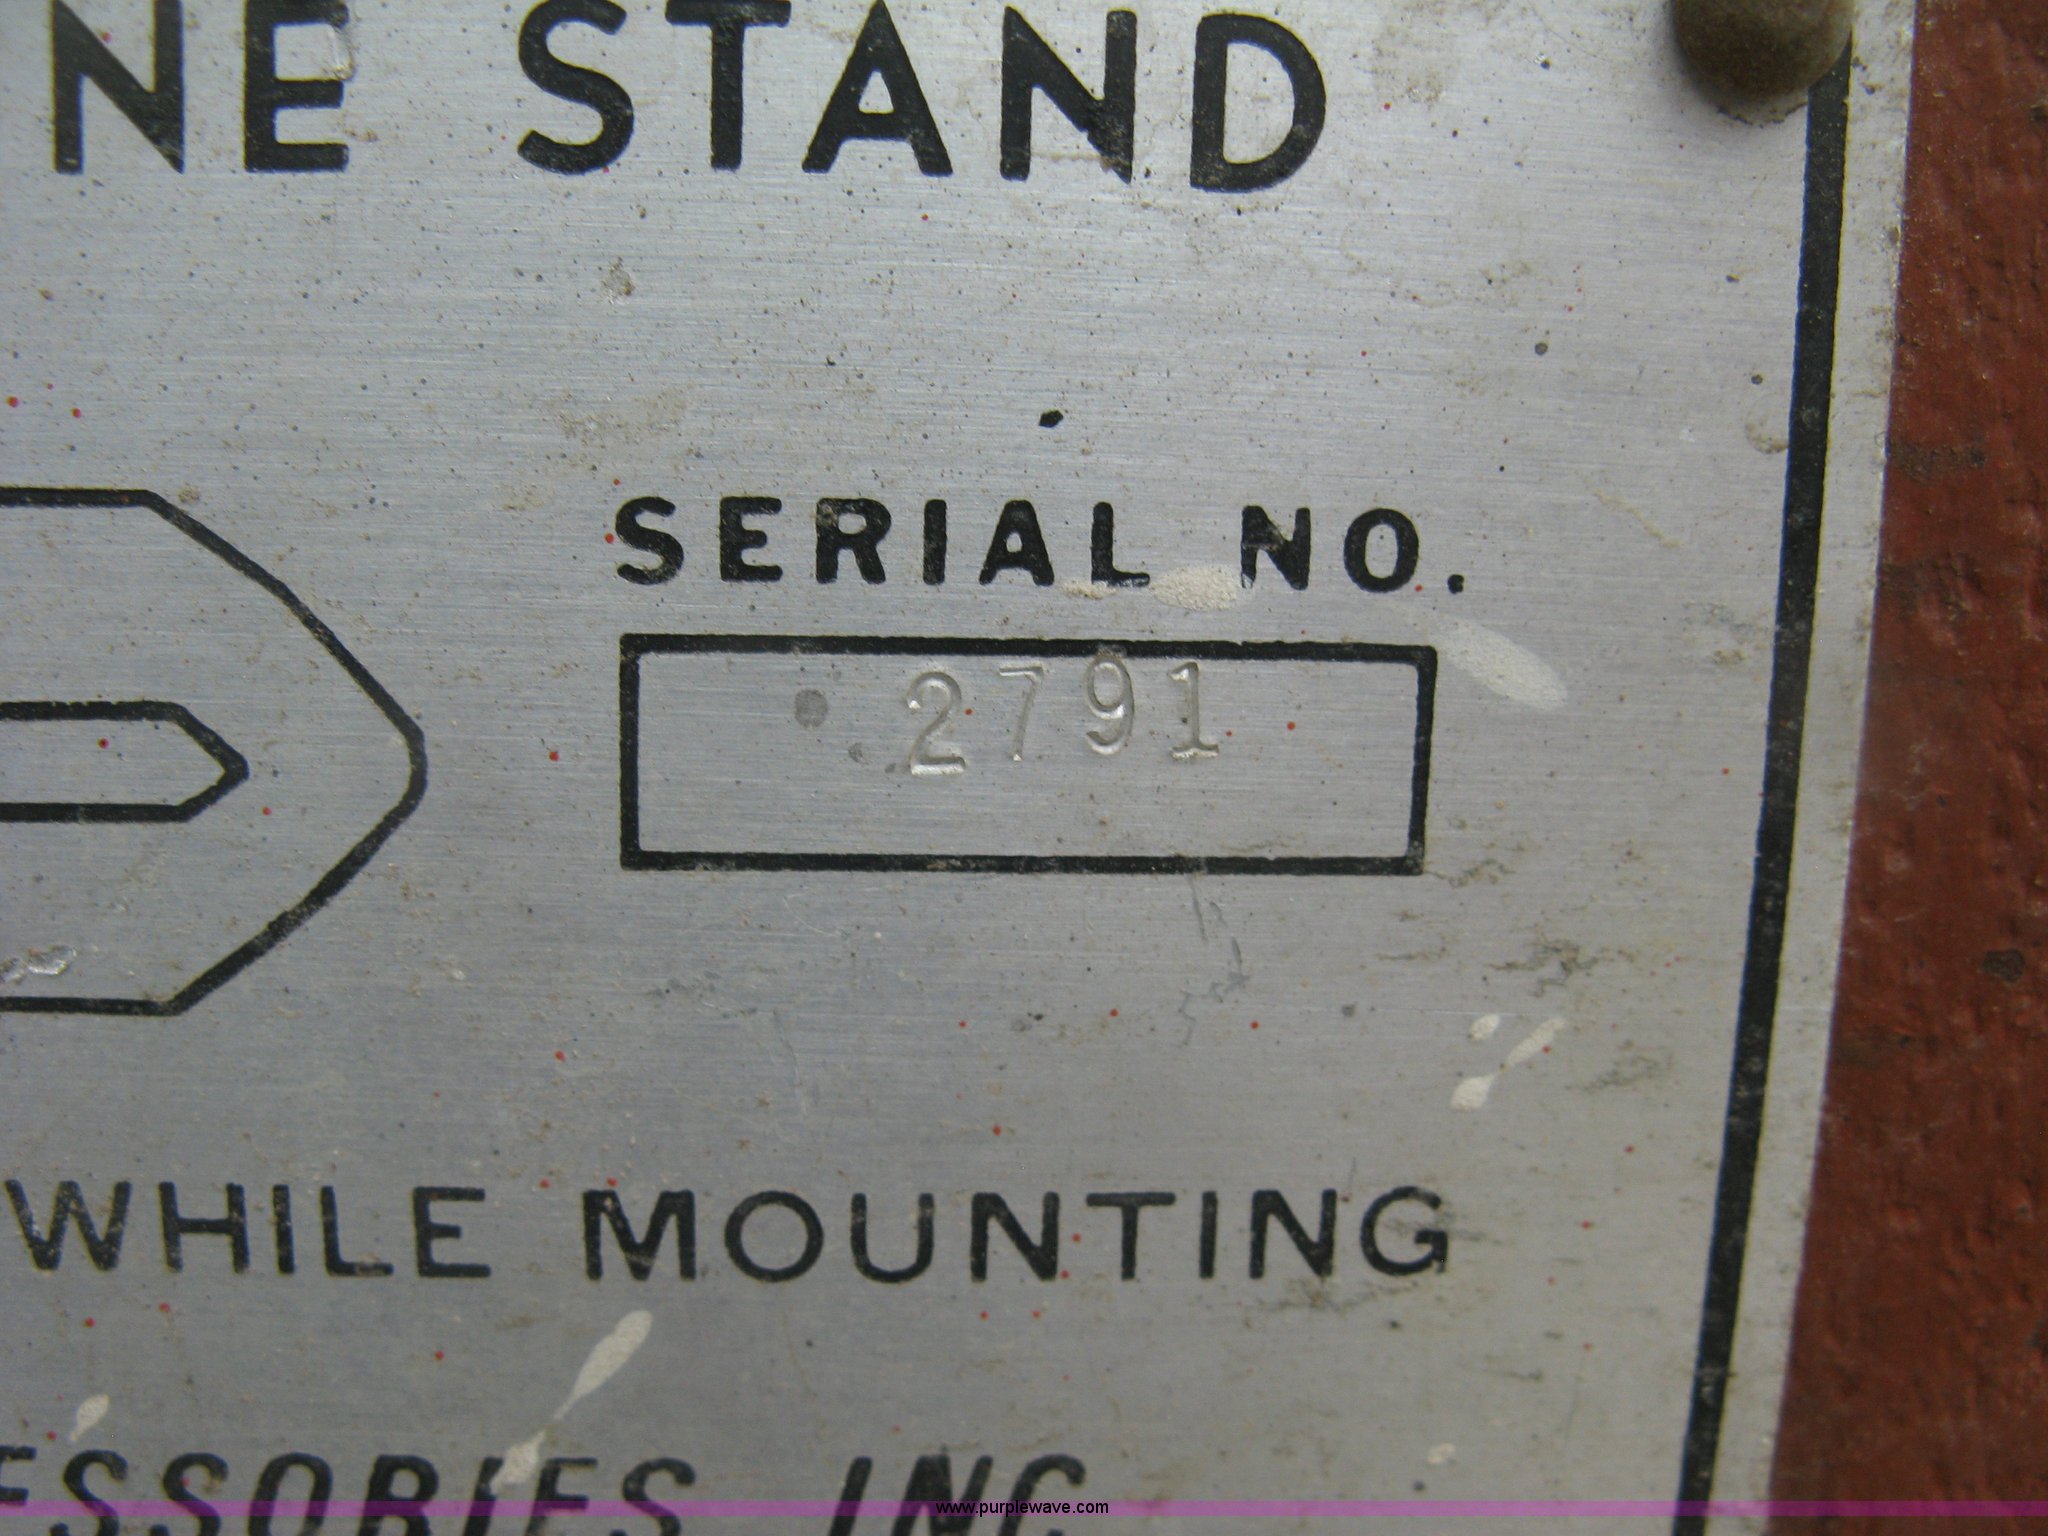 NE STAND
SERIAL NO.
2791
WHILE MOUNTING
ESSORIES INC
www.purplewave.com